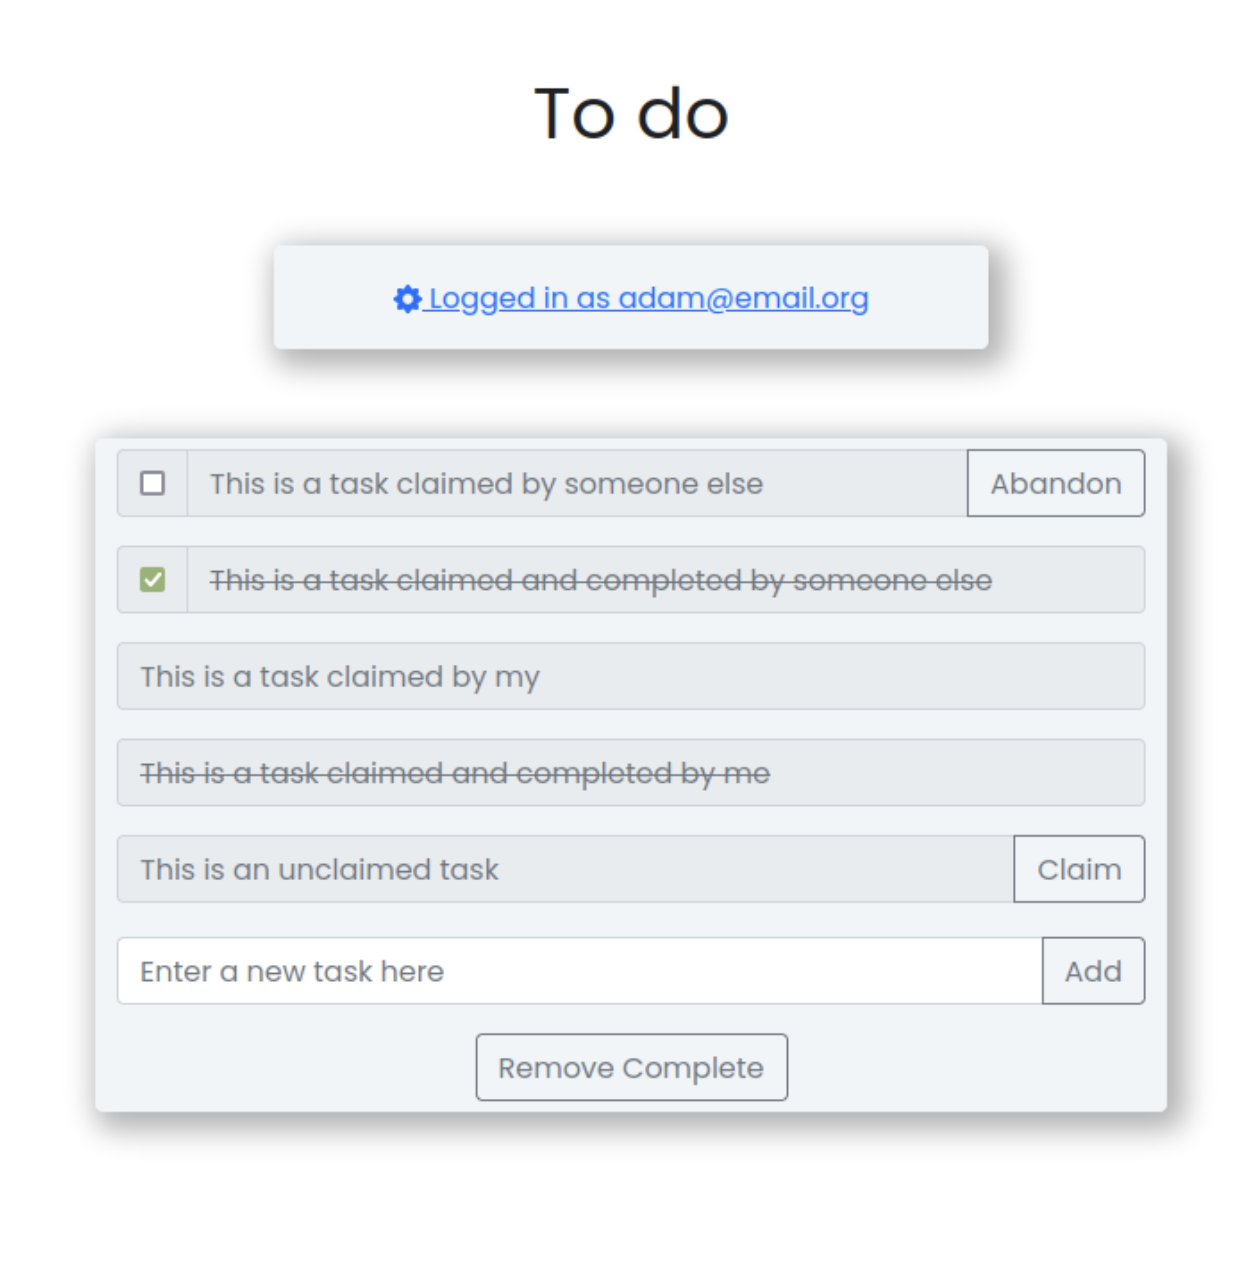 To do
Logged in as adam@email.org
This is a task claimed by someone else Abandon
This is a task claimed and completed by someone else
This is a task claimed by my
This is a task claimed and completed by me
This is an unclaimed task Claim
Enter a new task here Add
Remove Complete